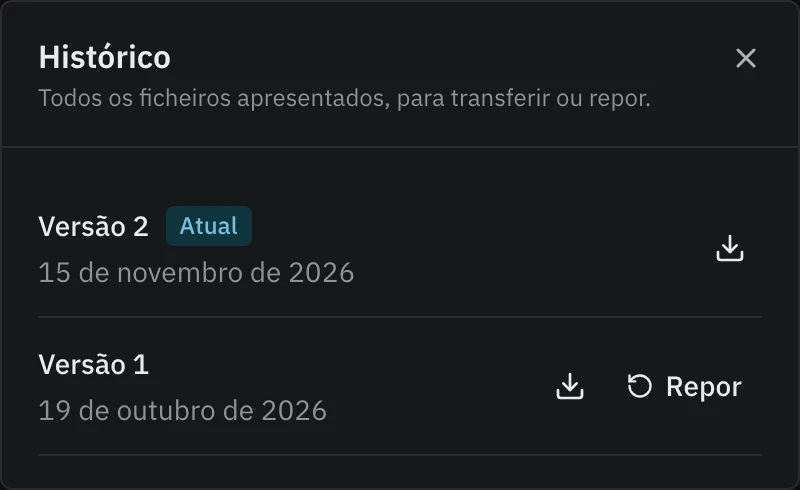 Histórico
Todos os ficheiros apresentados, para transferir ou repor.
Versão 2 Atual
15 de novembro de 2026
Versão 1
19 de outubro de 2026
Repor